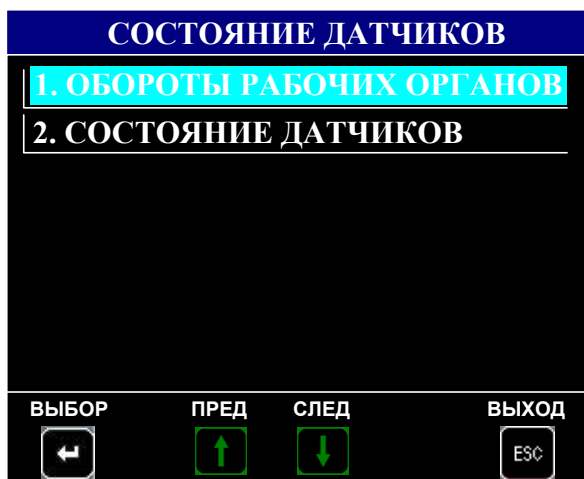 СОСТОЯНИЕ ДАТЧИКОВ
1. ОБОРОТЫ РАБОЧИХ ОРГАНОВ
2. СОСТОЯНИЕ ДАТЧИКОВ
ВЫБОР ПРЕД СЛЕД ВЫХОД
ESC